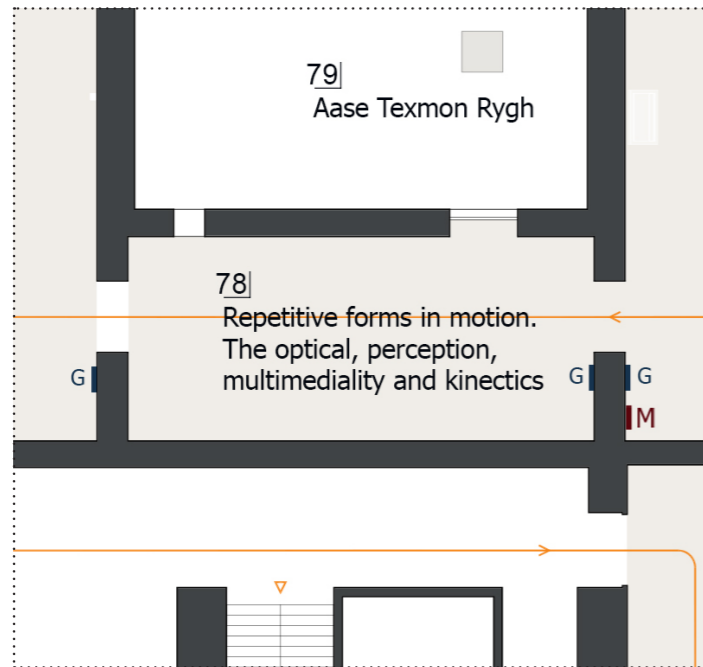 79
Aase Texmon Rygh
78
Repetitive forms in motion.
The optical, perception,
multimediality and kinectics
G
G
G
M